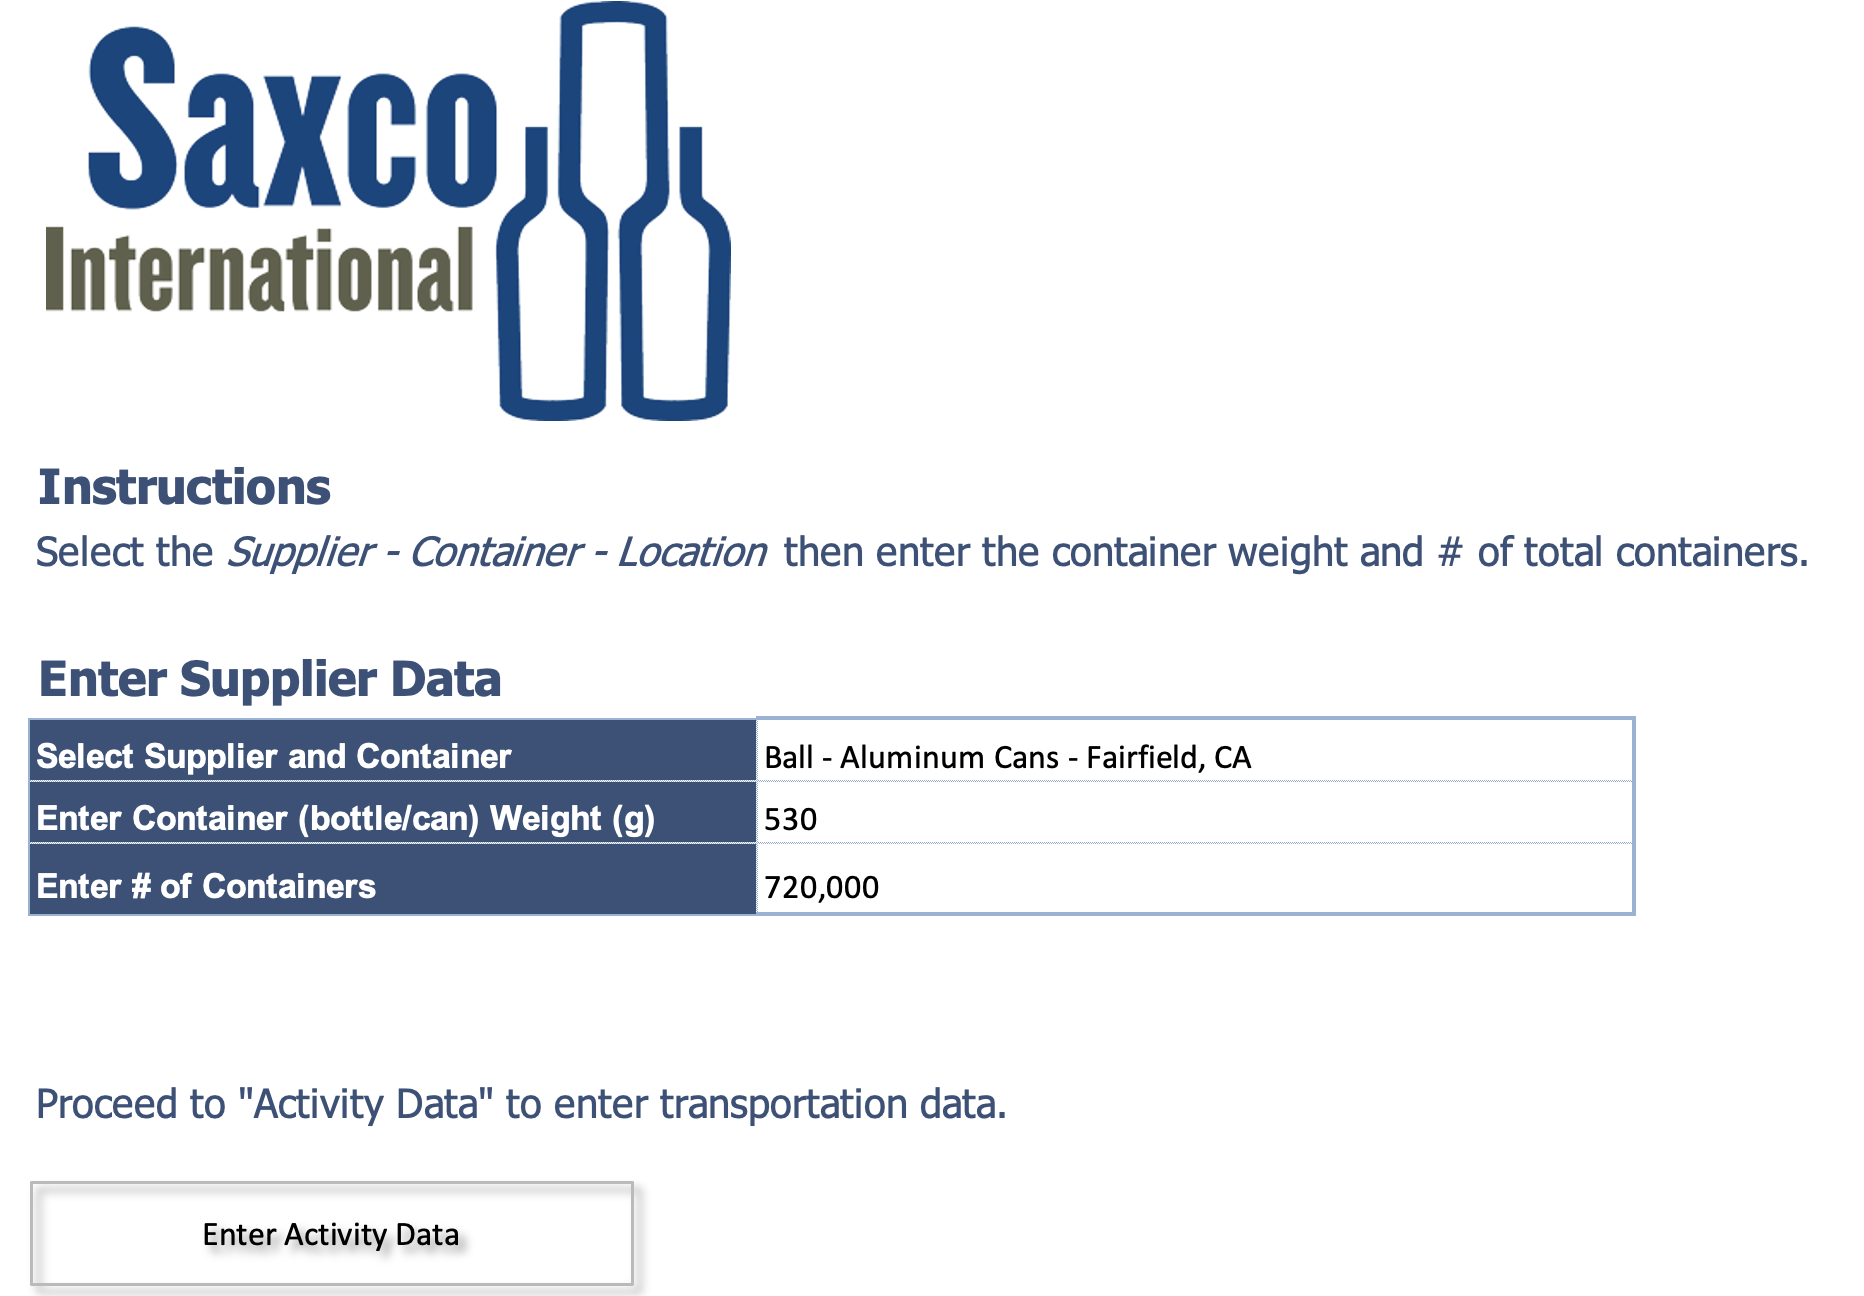 Saxco
International
Instructions
Select the Supplier - Container - Location then enter the container weight and # of total containers.
Enter Supplier Data
Select Supplier and Container Ball - Aluminum Cans - Fairfield, CA
Enter Container (bottle/can) Weight (g) 530
Enter # of Containers 720,000
Proceed to "Activity Data" to enter transportation data.
Enter Activity Data